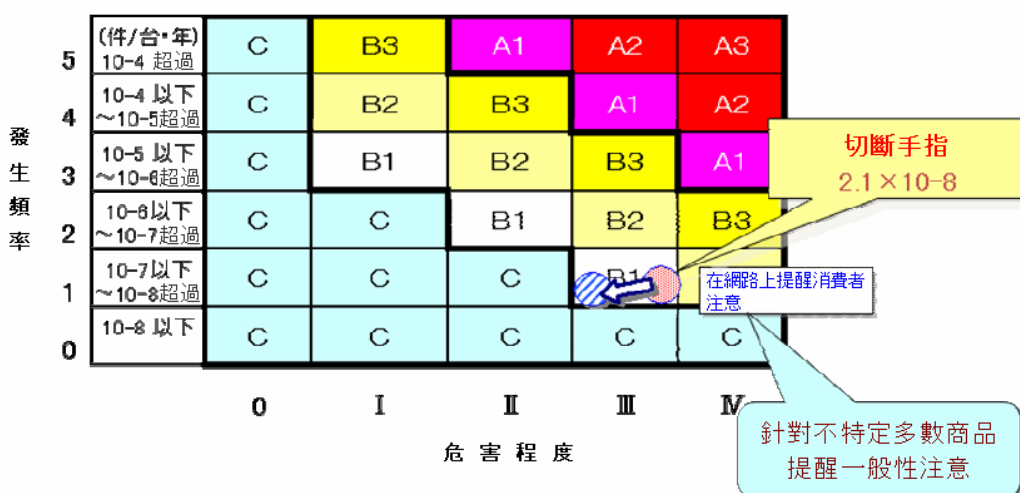 (件/台・年)
10-4 超過
5
C
B3
A1
A2
A3
10-4 以下
～10-5超過
4
C
B2
B3
A1
A2
10-5 以下
～10-6超過
3
C
B1
B2
B3
A1
10-6以下
～10-7超過
2
C
C
B1
B2
B3
10-7以下
～10-8超過
1
C
C
C
B1
10-8 以下
0
C
C
C
C
C
發生頻率
0
I
II
III
IV
危害程度
切斷手指
2.1×10-8
在網路上提醒消費者
注意
針對不特定多數商品
提醒一般性注意